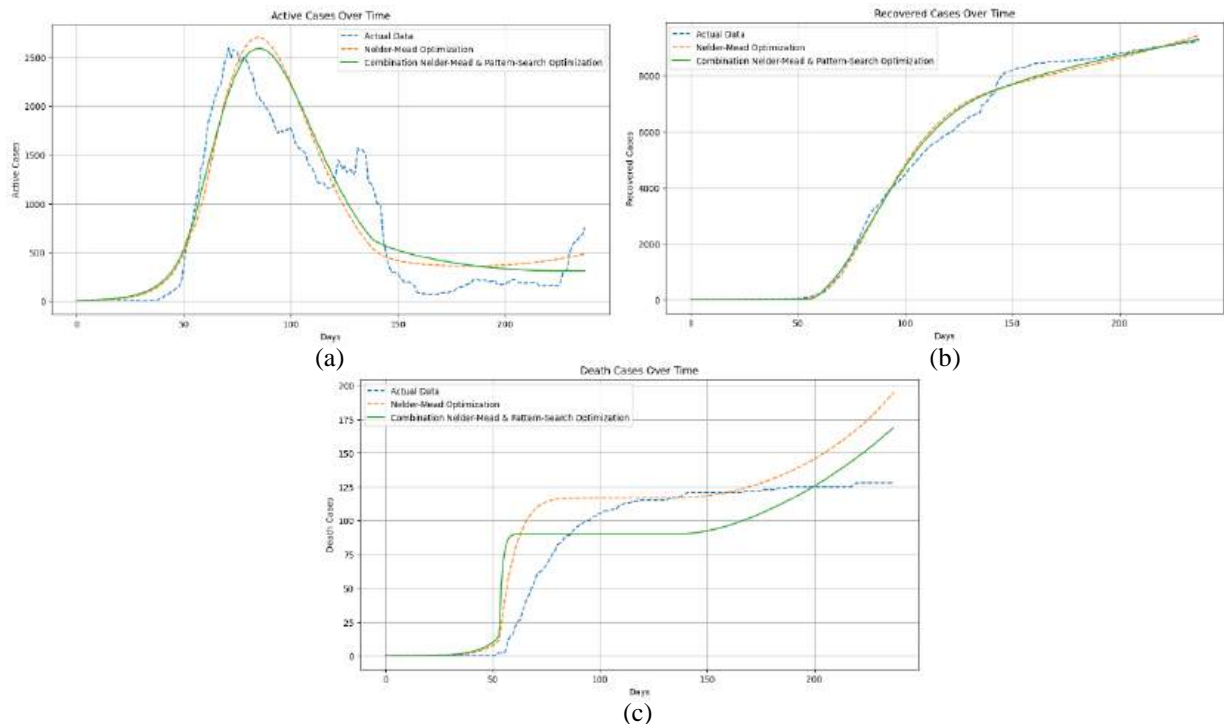 Active Cases Over Time
Actual Data
Nelder-Mead Optimization
Combination Nelder-Mead & Pattern-Search Optimization
Active Cases
2500
2000
1500
1000
500
0
0 50 100 150 200
Days
(a)
Recovered Cases Over Time
Actual Data
Nelder-Mead Optimization
Combination Nelder-Mead & Pattern-Search Optimization
Recovered Cases
8000
6000
4000
2000
0
0 50 100 150 200
Days
(b)
Death Cases Over Time
Actual Data
Nelder-Mead Optimization
Combination Nelder-Mead & Pattern-Search Optimization
Death Cases
200
175
150
125
100
75
50
25
0
0 50 100 150 200
Days
(c)